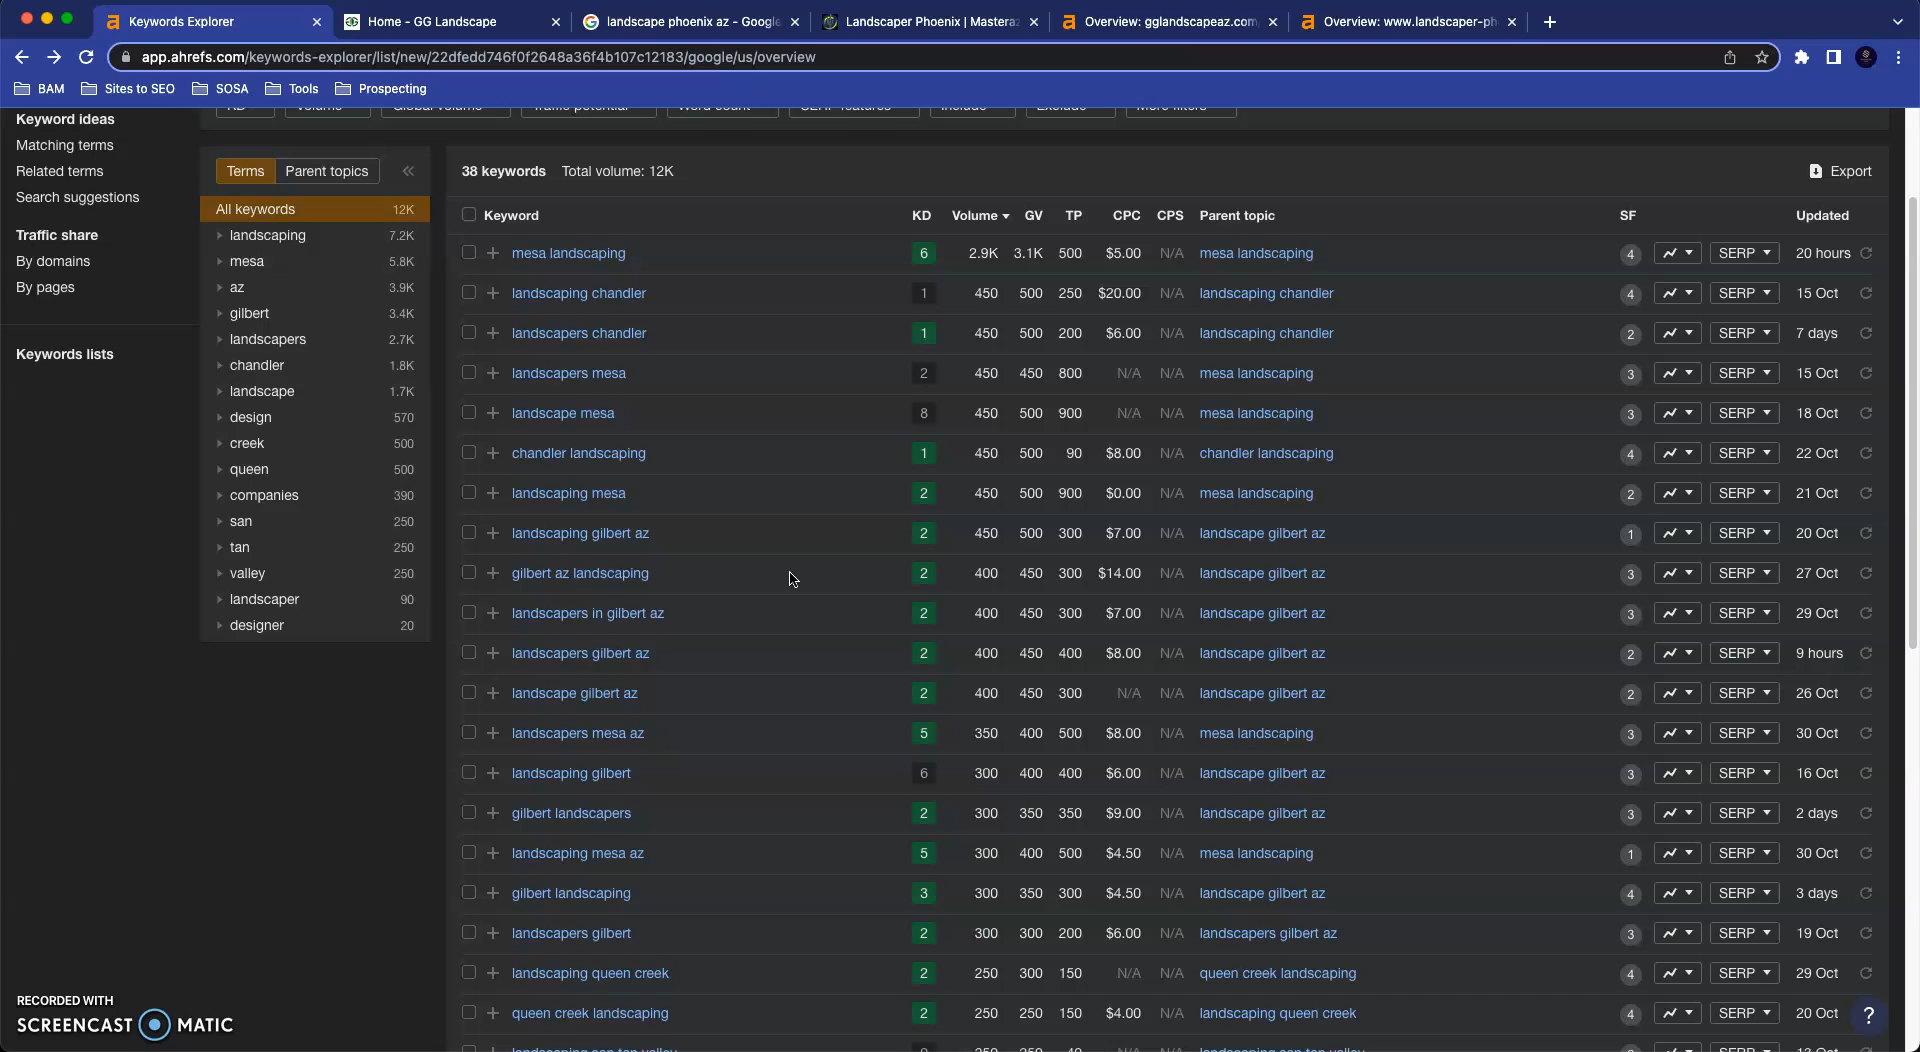 Keywords Explorer
Home - GG Landscape
landscape phoenix az - Google
Landscaper Phoenix | Masteraz
Overview: gglandscapeaz.com
Overview: www.landscaper-ph
app.ahrefs.com/keywords-explorer/list/new/22dfedd746f0f2648a36f4b107c12183/google/us/overview
BAM Sites to SEO SOSA Tools Prospecting
KD Volume Global volume Traffic potential Word count SERP features Include Exclude More filters
Keyword ideas
Matching terms
Related terms
Search suggestions
Traffic share
By domains
By pages
Keywords lists
Terms Parent topics
All keywords 12K
landscaping 7.2K
mesa 5.8K
az 3.9K
gilbert 3.4K
landscapers 2.7K
chandler 1.8K
landscape 1.7K
design 570
creek 500
queen 500
companies 390
san 250
tan 250
valley 250
landscaper 90
designer 20
38 keywords Total volume: 12K Export
Keyword KD Volume GV TP CPC CPS Parent topic SF Updated
mesa landscaping 6 2.9K 3.1K 500 $5.00 N/A mesa landscaping 4 SERP 20 hours
landscaping chandler 1 450 500 250 $20.00 N/A landscaping chandler 4 SERP 15 Oct
landscapers chandler 1 450 500 200 $6.00 N/A landscaping chandler 2 SERP 7 days
landscapers mesa 2 450 450 800 N/A N/A mesa landscaping 3 SERP 15 Oct
landscape mesa 8 450 500 900 N/A N/A mesa landscaping 3 SERP 18 Oct
chandler landscaping 1 450 500 90 $8.00 N/A chandler landscaping 4 SERP 22 Oct
landscaping mesa 2 450 500 900 $0.00 N/A mesa landscaping 2 SERP 21 Oct
landscaping gilbert az 2 450 500 300 $7.00 N/A landscape gilbert az 1 SERP 20 Oct
gilbert az landscaping 2 400 450 300 $14.00 N/A landscape gilbert az 3 SERP 27 Oct
landscapers in gilbert az 2 400 450 300 $7.00 N/A landscape gilbert az 3 SERP 29 Oct
landscapers gilbert az 2 400 450 400 $8.00 N/A landscape gilbert az 2 SERP 9 hours
landscape gilbert az 2 400 450 300 N/A N/A landscape gilbert az 2 SERP 26 Oct
landscapers mesa az 5 350 400 500 $8.00 N/A mesa landscaping 3 SERP 30 Oct
landscaping gilbert 6 300 400 400 $6.00 N/A landscape gilbert az 3 SERP 16 Oct
gilbert landscapers 2 300 350 350 $9.00 N/A landscape gilbert az 3 SERP 2 days
landscaping mesa az 5 300 400 500 $4.50 N/A mesa landscaping 1 SERP 30 Oct
gilbert landscaping 3 300 350 300 $4.50 N/A landscape gilbert az 4 SERP 3 days
landscapers gilbert 2 300 300 200 $6.00 N/A landscapers gilbert az 3 SERP 19 Oct
landscaping queen creek 2 250 300 150 N/A N/A queen creek landscaping 4 SERP 29 Oct
queen creek landscaping 2 250 250 150 $4.00 N/A landscaping queen creek 4 SERP 20 Oct
landscaping san tan valley
RECORDED WITH
SCREENCAST MATIC
?